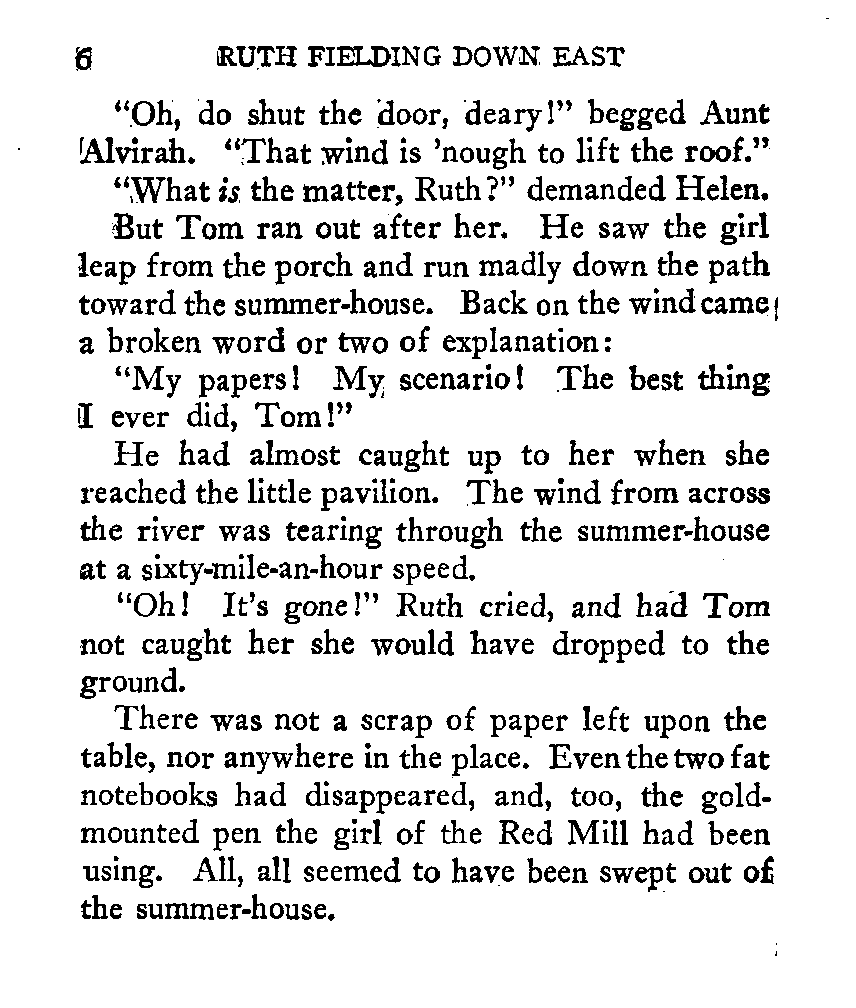 6 RUTH FIELDING DOWN EAST
“Oh, do shut the door, deary!” begged Aunt
Alvirah. “That wind is ’nough to lift the roof.”
“What is the matter, Ruth?” demanded Helen.
But Tom ran out after her. He saw the girl
leap from the porch and run madly down the path
toward the summer-house. Back on the wind came
a broken word or two of explanation:
“My papers! My scenario! The best thing
I ever did, Tom!”
He had almost caught up to her when she
reached the little pavilion. The wind from across
the river was tearing through the summer-house
at a sixty-mile-an-hour speed.
“Oh! It’s gone!” Ruth cried, and had Tom
not caught her she would have dropped to the
ground.
There was not a scrap of paper left upon the
table, nor anywhere in the place. Even the two fat
notebooks had disappeared, and, too, the gold-
mounted pen the girl of the Red Mill had been
using. All, all seemed to have been swept out of
the summer-house.